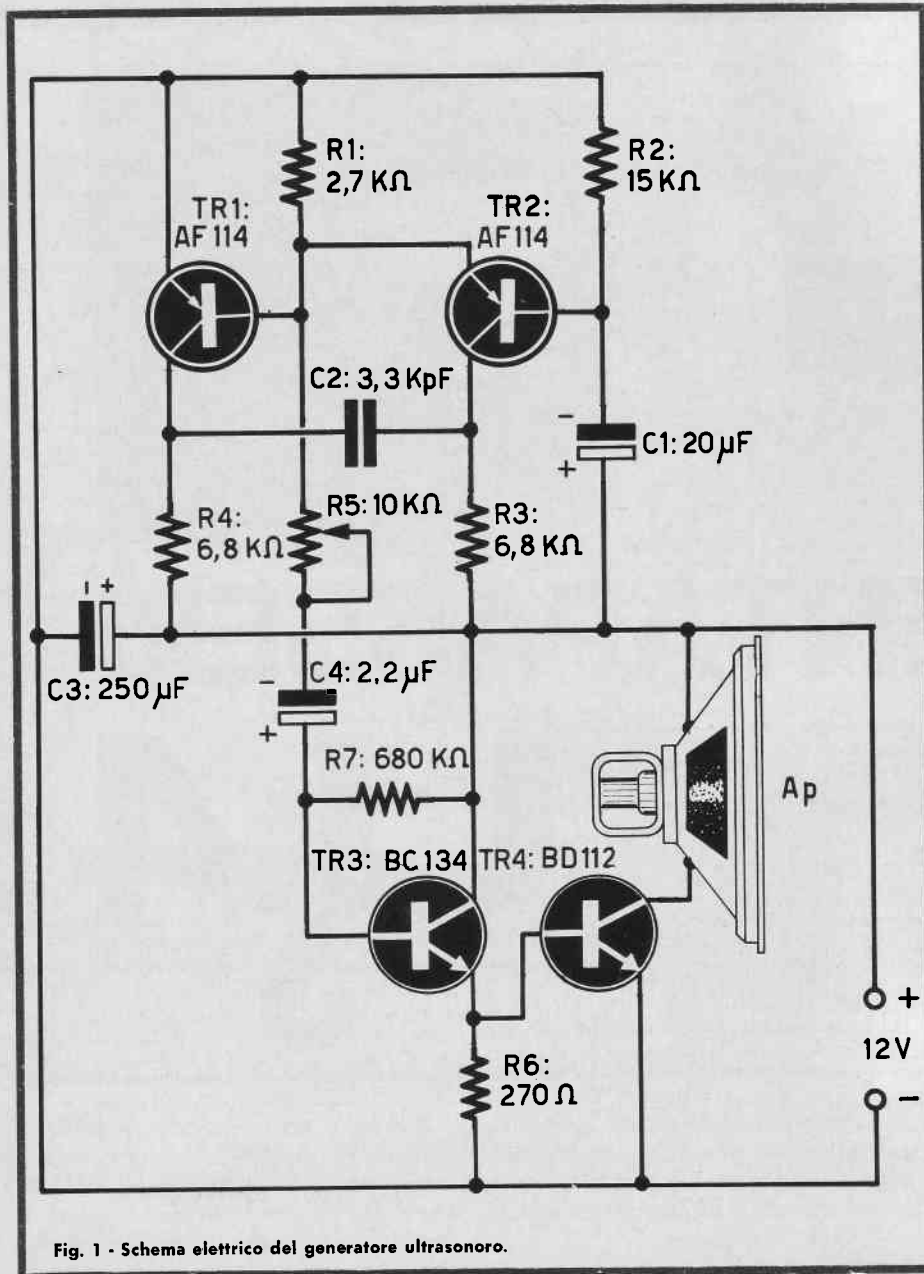 R1:
2,7 KΩ
R2:
15 KΩ
TR1:
AF 114
TR2:
AF 114
C2: 3,3 KpF
-
+
C1: 20 µF
R4:
6,8 KΩ
R5: 10 KΩ
R3:
6,8 KΩ
- +
C3: 250 µF
-
+
C4: 2,2 µF
R7: 680 KΩ
Ap
TR3: BC 134
TR4: BD 112
R6:
270 Ω
+
12 V
-
Fig. 1 - Schema elettrico del generatore ultrasonoro.